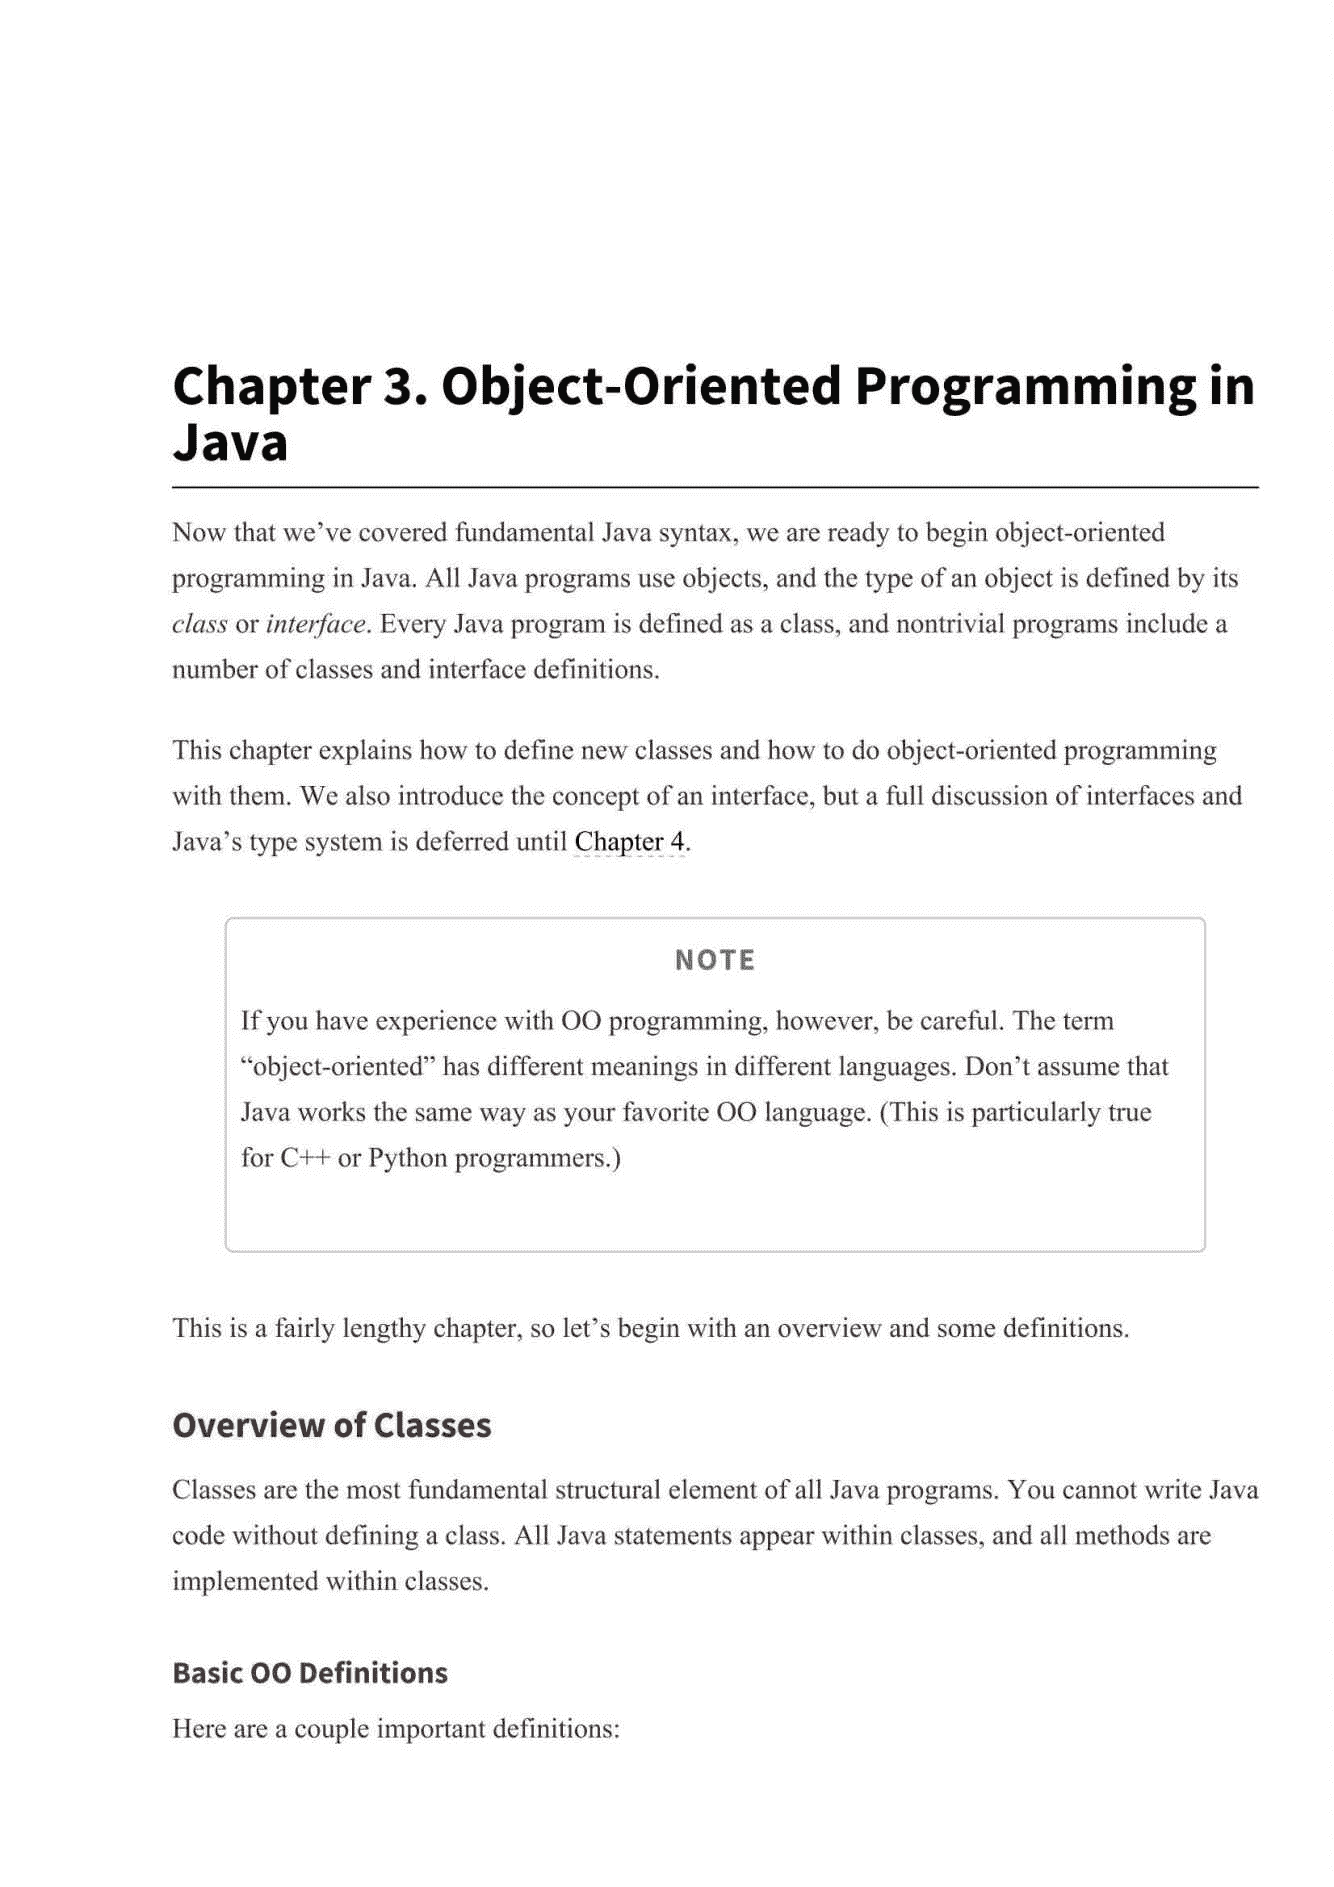 Chapter 3. Object-Oriented Programming in
Java
Now that we’ve covered fundamental Java syntax, we are ready to begin object-oriented
programming in Java. All Java programs use objects, and the type of an object is defined by its
class or interface. Every Java program is defined as a class, and nontrivial programs include a
number of classes and interface definitions.
This chapter explains how to define new classes and how to do object-oriented programming
with them. We also introduce the concept of an interface, but a full discussion of interfaces and
Java’s type system is deferred until Chapter 4.
NOTE
If you have experience with OO programming, however, be careful. The term
“object-oriented” has different meanings in different languages. Don’t assume that
Java works the same way as your favorite OO language. (This is particularly true
for C++ or Python programmers.)
This is a fairly lengthy chapter, so let’s begin with an overview and some definitions.
Overview of Classes
Classes are the most fundamental structural element of all Java programs. You cannot write Java
code without defining a class. All Java statements appear within classes, and all methods are
implemented within classes.
Basic OO Definitions
Here are a couple important definitions: